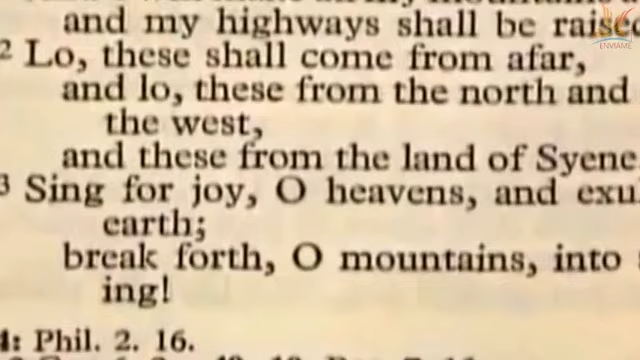 and my highways shall be
ENVIAME
2 Lo, these shall come from afar,
and lo, these from the north and
the west,
and these from the land of Syene
3 Sing for joy, O heavens, and exu
earth;
break forth, O mountains, into
ing!
4: Phil. 2. 16.